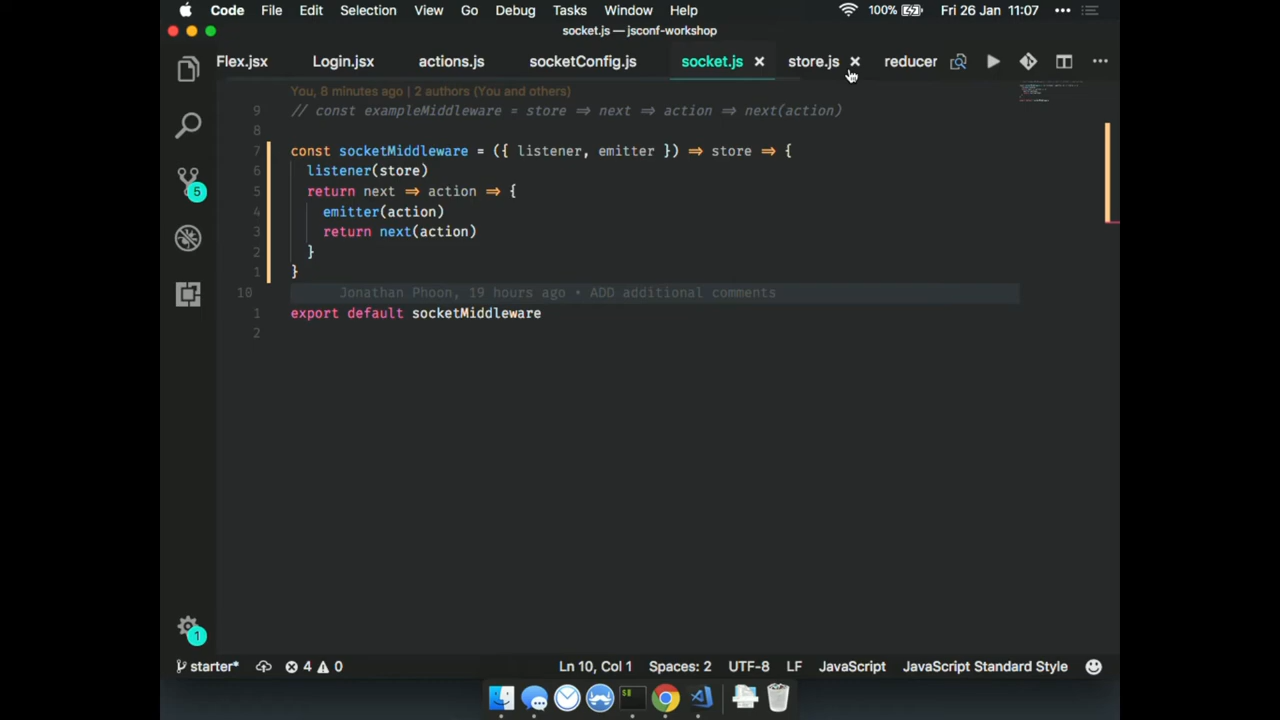 Code File Edit Selection View Go Debug Tasks Window Help 100% Fri 26 Jan 11:07
socket.js — jsconf-workshop
Flex.jsx Login.jsx actions.js socketConfig.js socket.js store.js reducer
You, 8 minutes ago | 2 authors (You and others)
9 // const exampleMiddleware = store ⇒ next ⇒ action ⇒ next(action)
8
7 const socketMiddleware = ({ listener, emitter }) ⇒ store ⇒ {
6 listener(store)
5 return next ⇒ action ⇒ {
4 emitter(action)
3 return next(action)
2 }
1 }
10 Jonathan Phoon, 19 hours ago • ADD additional comments
1 export default socketMiddleware
2
5
1
starter* 4 0 Ln 10, Col 1 Spaces: 2 UTF-8 LF JavaScript JavaScript Standard Style
$